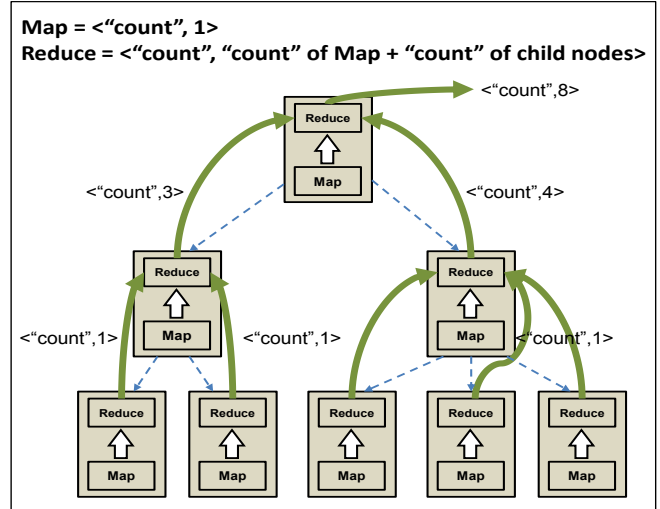 Map = <“count”, 1>
Reduce = <“count”, “count” of Map + “count” of child nodes>
<“count”,8>
Reduce
Map
<“count”,3>
<“count”,4>
Reduce
Reduce
Map
Map
<“count”,1>
<“count”,1>
<“count”,1>
Reduce
Reduce
Reduce
Reduce
Reduce
Map
Map
Map
Map
Map